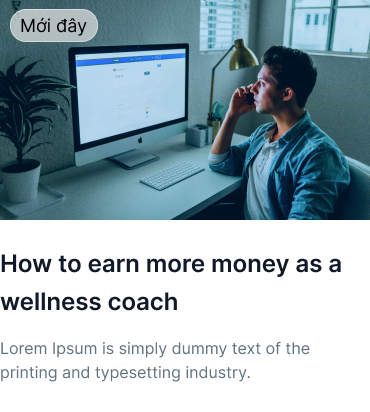 Mới đây
How to earn more money as a
wellness coach
Lorem Ipsum is simply dummy text of the
printing and typesetting industry.